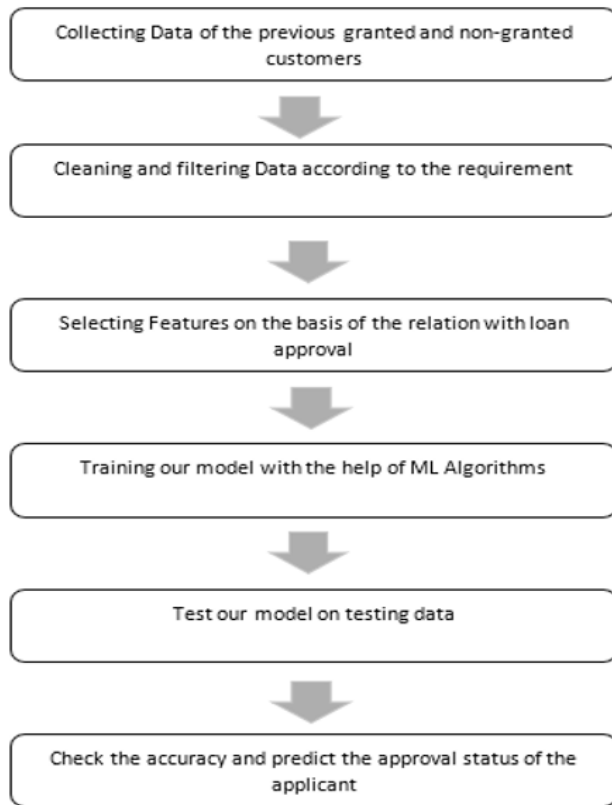 Collecting Data of the previous granted and non-granted
customers
Cleaning and filtering Data according to the requirement
Selecting Features on the basis of the relation with loan
approval
Training our model with the help of ML Algorithms
Test our model on testing data
Check the accuracy and predict the approval status of the
applicant